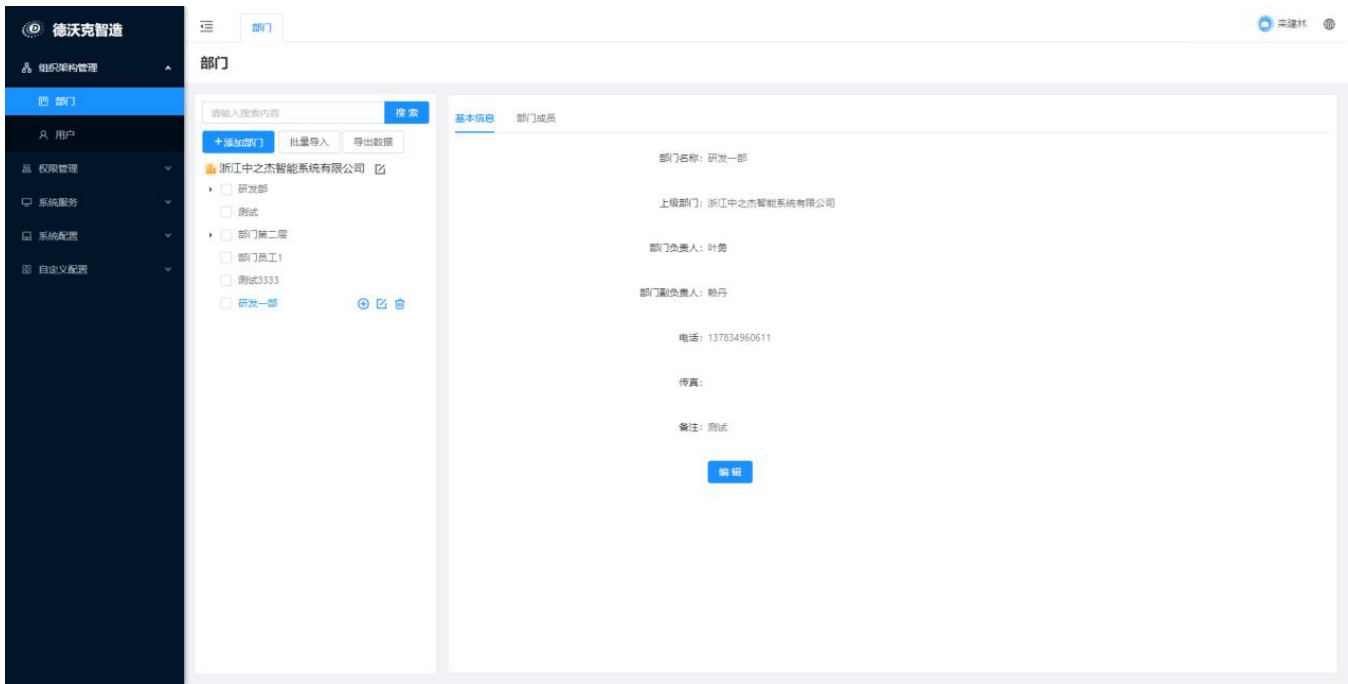 德沃克智造
部门
宋建林
组织架构管理
部门
部门
用户
权限管理
系统服务
系统配置
自定义配置
请输入搜索内容
搜 索
+添加部门
批量导入
导出数据
浙江中之杰智能系统有限公司
研发部
测试
部门第二层
部门员工1
测试3333
研发一部
基本信息
部门成员
部门名称: 研发一部
上级部门: 浙江中之杰智能系统有限公司
部门负责人: 叶勇
部门副负责人: 赖丹
电话: 137834960611
传真:
备注: 测试
编 辑